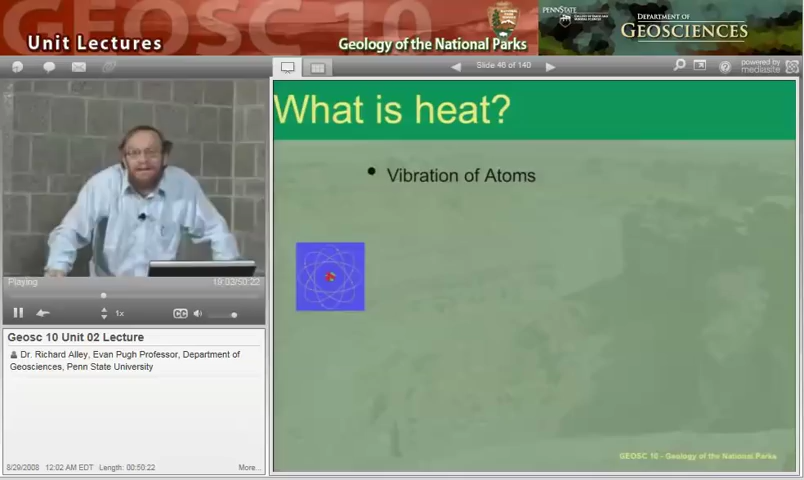 GEOSC 10
Unit Lectures
Geology of the National Parks
PENNSTATE
DEPARTMENT OF
GEOSCIENCES
Slide 46 of 140
powered by
mediasite
What is heat?
• Vibration of Atoms
Playing
19:03/50:22
1x
CC
Geosc 10 Unit 02 Lecture
Dr. Richard Alley, Evan Pugh Professor, Department of
Geosciences, Penn State University
8/29/2008 12:02 AM EDT Length: 00:50:22
More...
GEOSC 10 - Geology of the National Parks